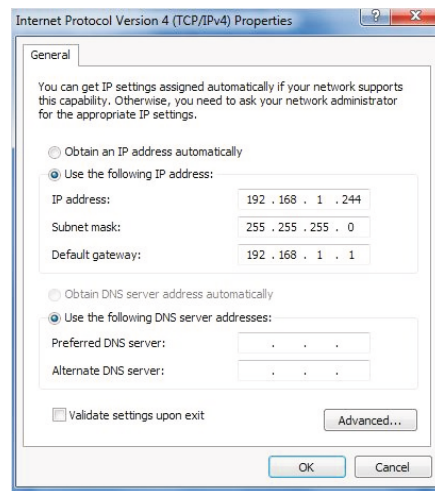 Internet Protocol Version 4 (TCP/IPv4) Properties
General
You can get IP settings assigned automatically if your network supports
this capability. Otherwise, you need to ask your network administrator
for the appropriate IP settings.
Obtain an IP address automatically
Use the following IP address:
IP address: 192 . 168 . 1 . 244
Subnet mask: 255 . 255 . 255 . 0
Default gateway: 192 . 168 . 1 . 1
Obtain DNS server address automatically
Use the following DNS server addresses:
Preferred DNS server: . . .
Alternate DNS server: . . .
Validate settings upon exit
Advanced...
OK Cancel